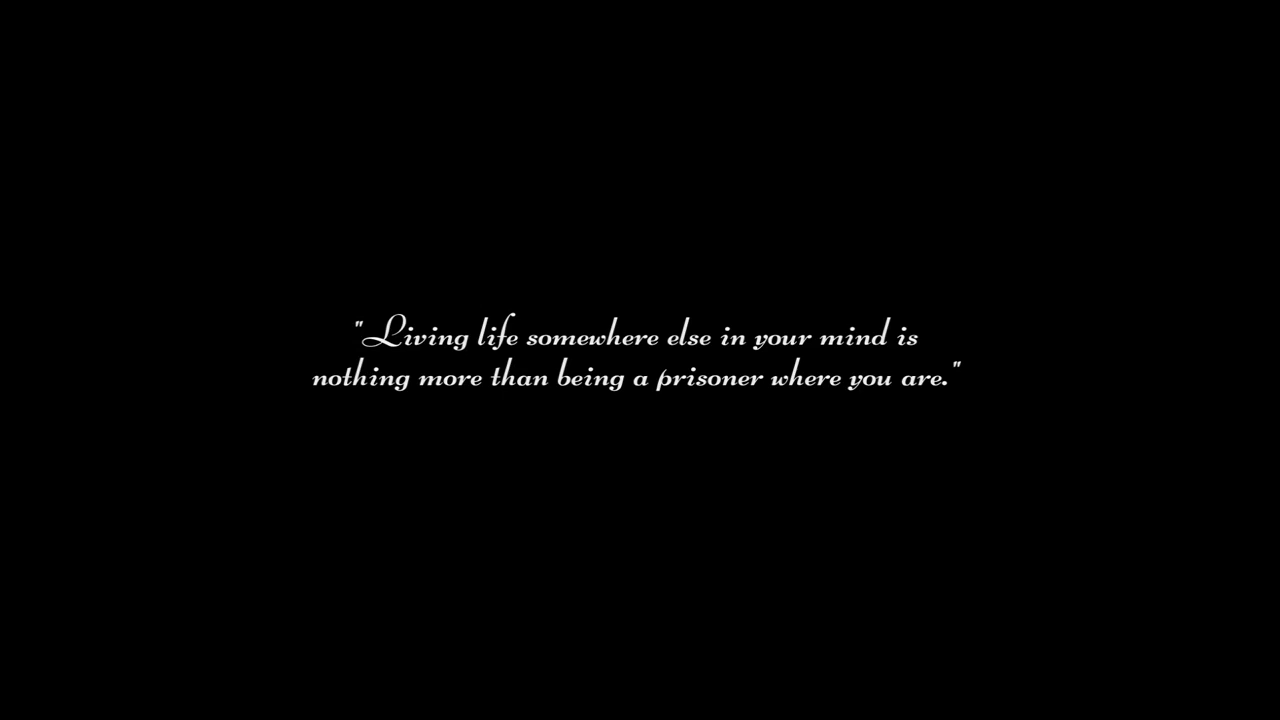 "Living life somewhere else in your mind is
nothing more than being a prisoner where you are."